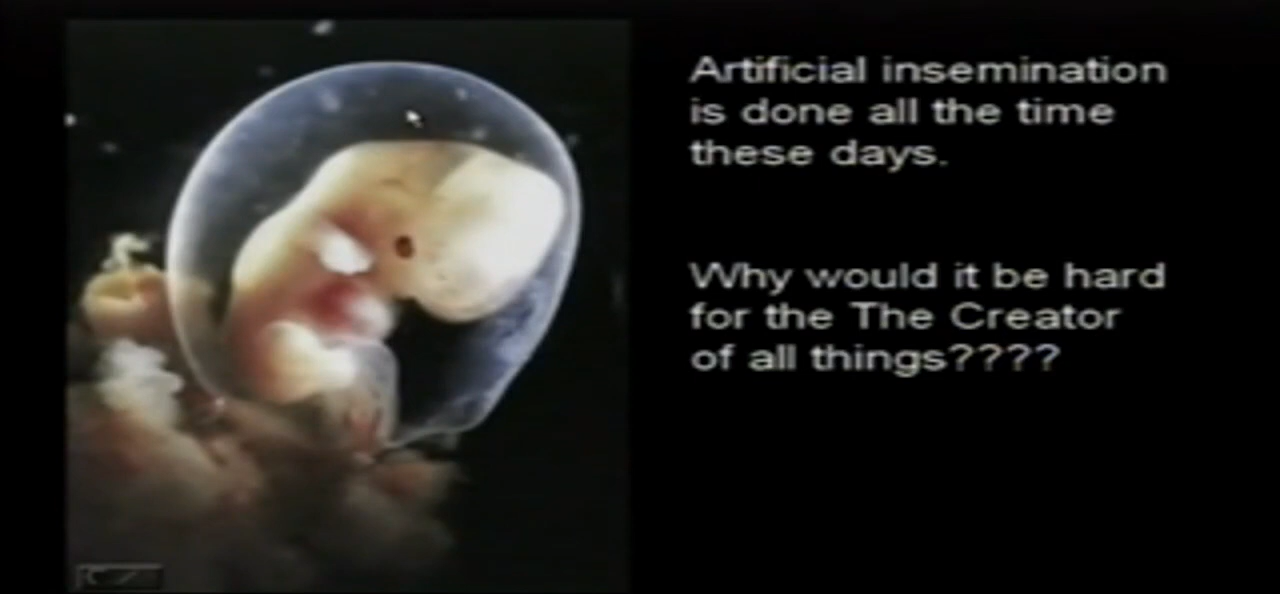 Artificial insemination
is done all the time
these days.
Why would it be hard
for the The Creator
of all things????